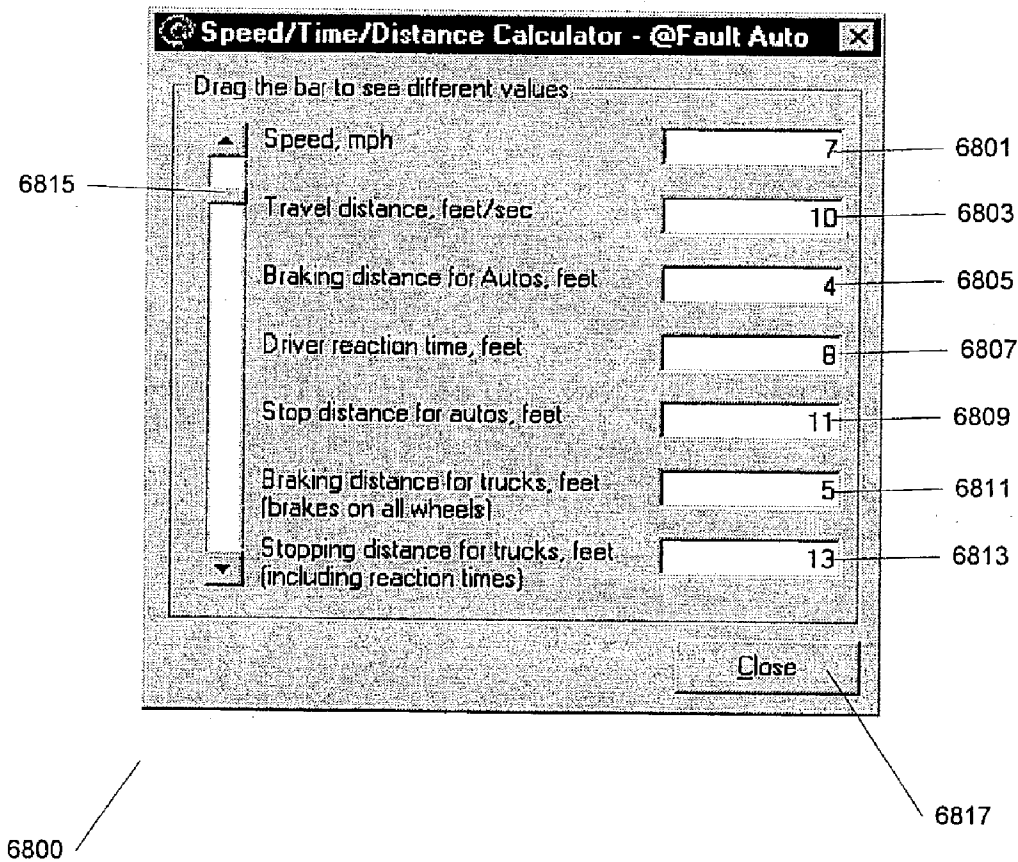 Speed/Time/Distance Calculator - @Fault Auto
Drag the bar to see different values
Speed, mph 7 6801
6815
Travel distance, feet/sec 10 6803
Braking distance for Autos, feet 4 6805
Driver reaction time, feet 8 6807
Stop distance for autos, feet 11 6809
Braking distance for trucks, feet 5 6811
(brakes on all wheels)
Stopping distance for trucks, feet 13 6813
(including reaction times)
Close
6817
6800